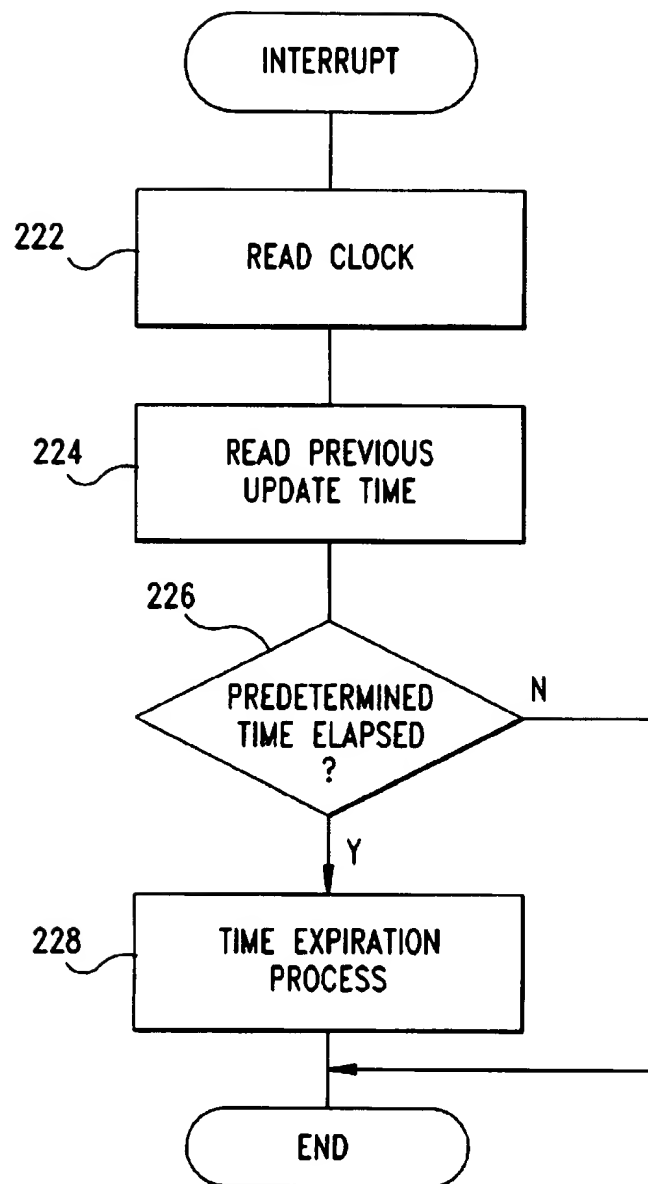 INTERRUPT
222
READ CLOCK
224
READ PREVIOUS
UPDATE TIME
226
PREDETERMINED
TIME ELAPSED
?
N
Y
228
TIME EXPIRATION
PROCESS
END